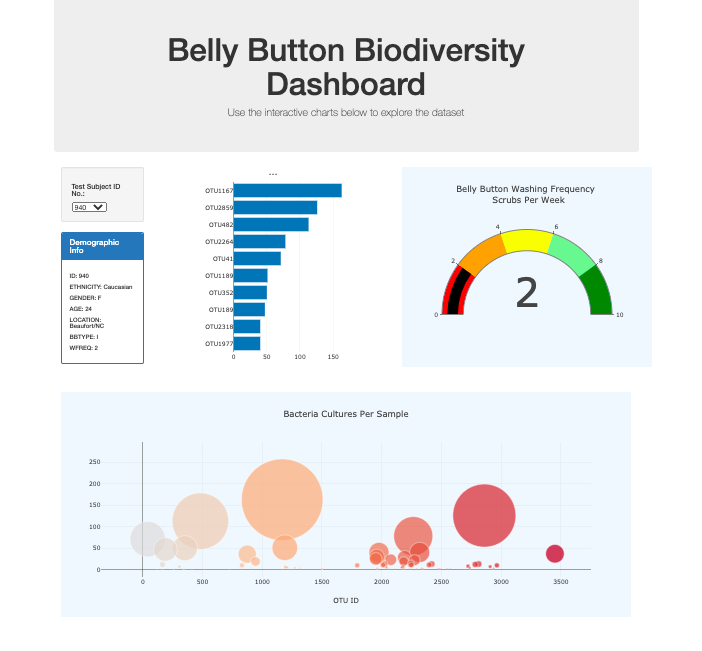 Belly Button Biodiversity
Dashboard
Use the interactive charts below to explore the dataset
Test Subject ID
No.:
940
Demographic
Info
ID: 940
ETHNICITY: Caucasian
GENDER: F
AGE: 24
LOCATION:
Beaufort/NC
BBTYPE: I
WFREQ: 2
...
OTU1167
OTU2859
OTU482
OTU2264
OTU41
OTU1189
OTU352
OTU189
OTU2318
OTU1977
0 50 100 150
Belly Button Washing Frequency
Scrubs Per Week
4 6
2 8
2
0 10
Bacteria Cultures Per Sample
250
200
150
100
50
0
0 500 1000 1500 2000 2500 3000 3500
OTU ID